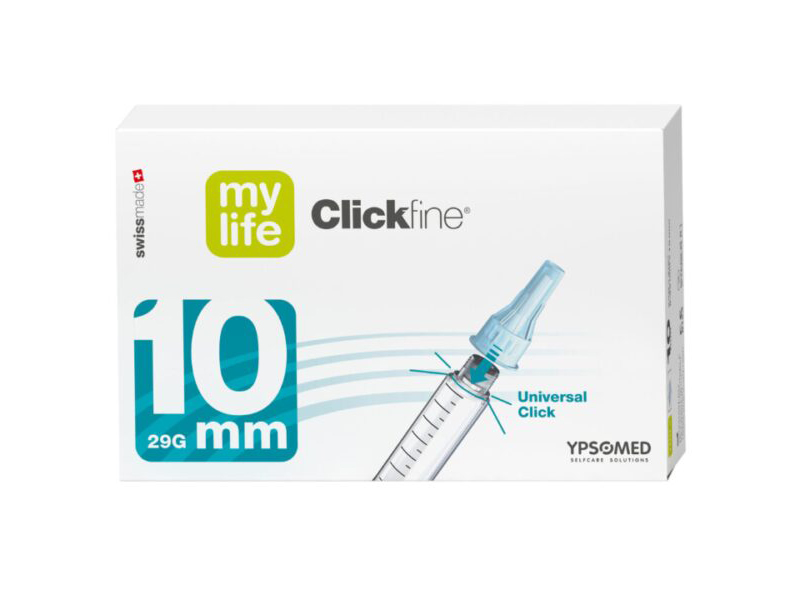 swissmade
my
life
Clickfine®
10
29G mm
Universal
Click
YPSOMED
SELFCARE SOLUTIONS